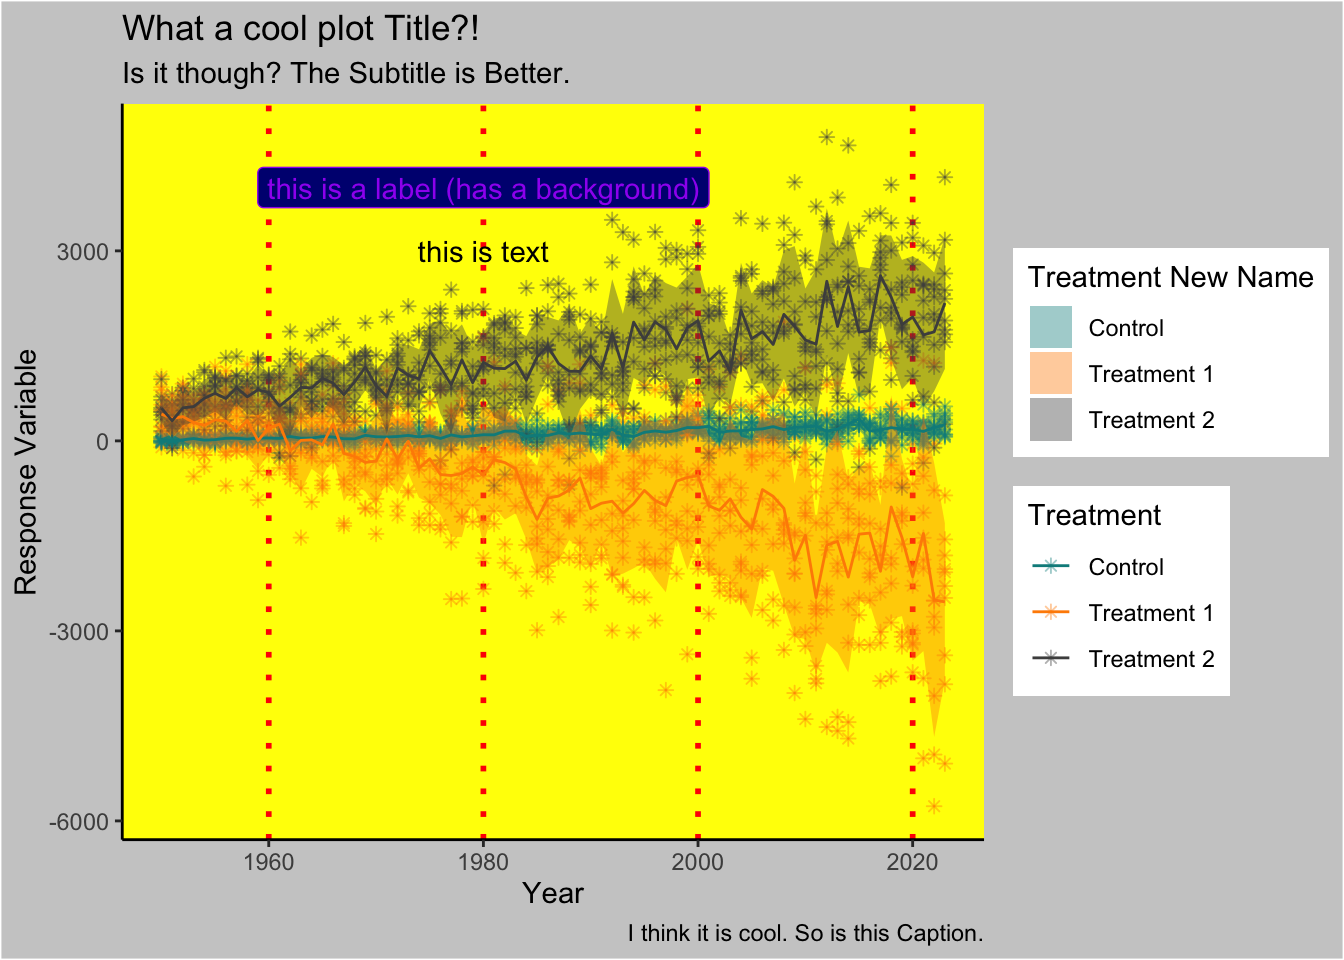 What a cool plot Title?!
Is it though? The Subtitle is Better.
this is a label (has a background)
this is text
Response Variable
3000
0
-3000
-6000
1960
1980
2000
2020
Year
I think it is cool. So is this Caption.
Treatment New Name
Control
Treatment 1
Treatment 2
Treatment
Control
Treatment 1
Treatment 2